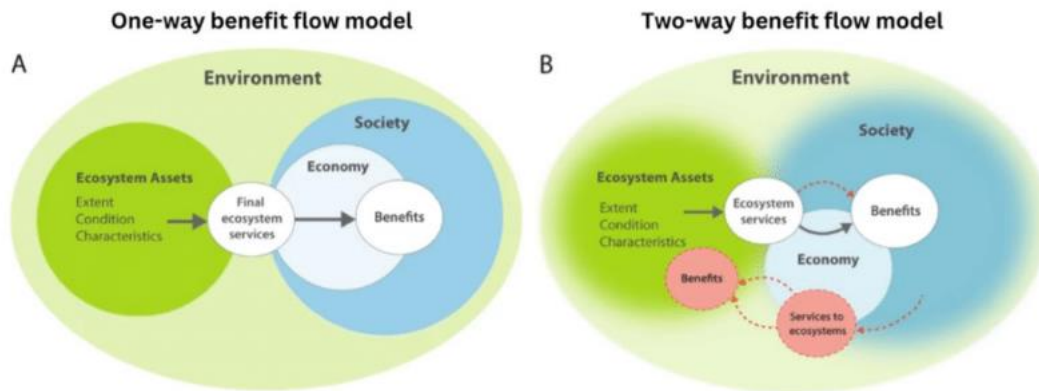 One-way benefit flow model
Two-way benefit flow model
A
Environment
Society
Economy
Ecosystem Assets
Extent
Condition
Characteristics
Final
ecosystem
services
Benefits
B
Environment
Society
Ecosystem Assets
Extent
Condition
Characteristics
Ecosystem
services
Benefits
Economy
Benefits
Services to
ecosystems